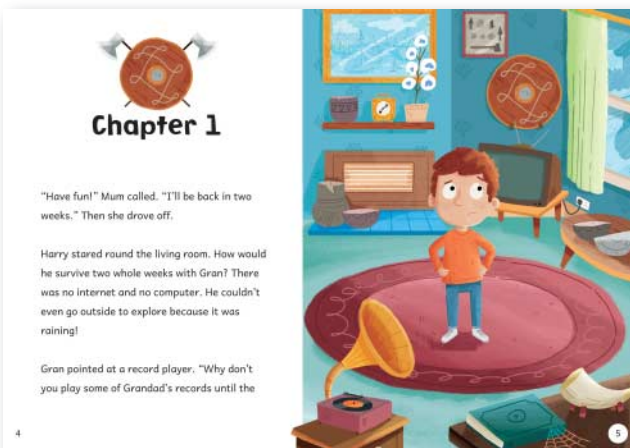 Chapter 1
"Have fun!" Mum called. "I'll be back in two
weeks." Then she drove off.
Harry stared round the living room. How would
he survive two whole weeks with Gran? There
was no internet and no computer. He couldn't
even go outside to explore because it was
raining!
Gran pointed at a record player. "Why don't
you play some of Grandad's records until the
4
5